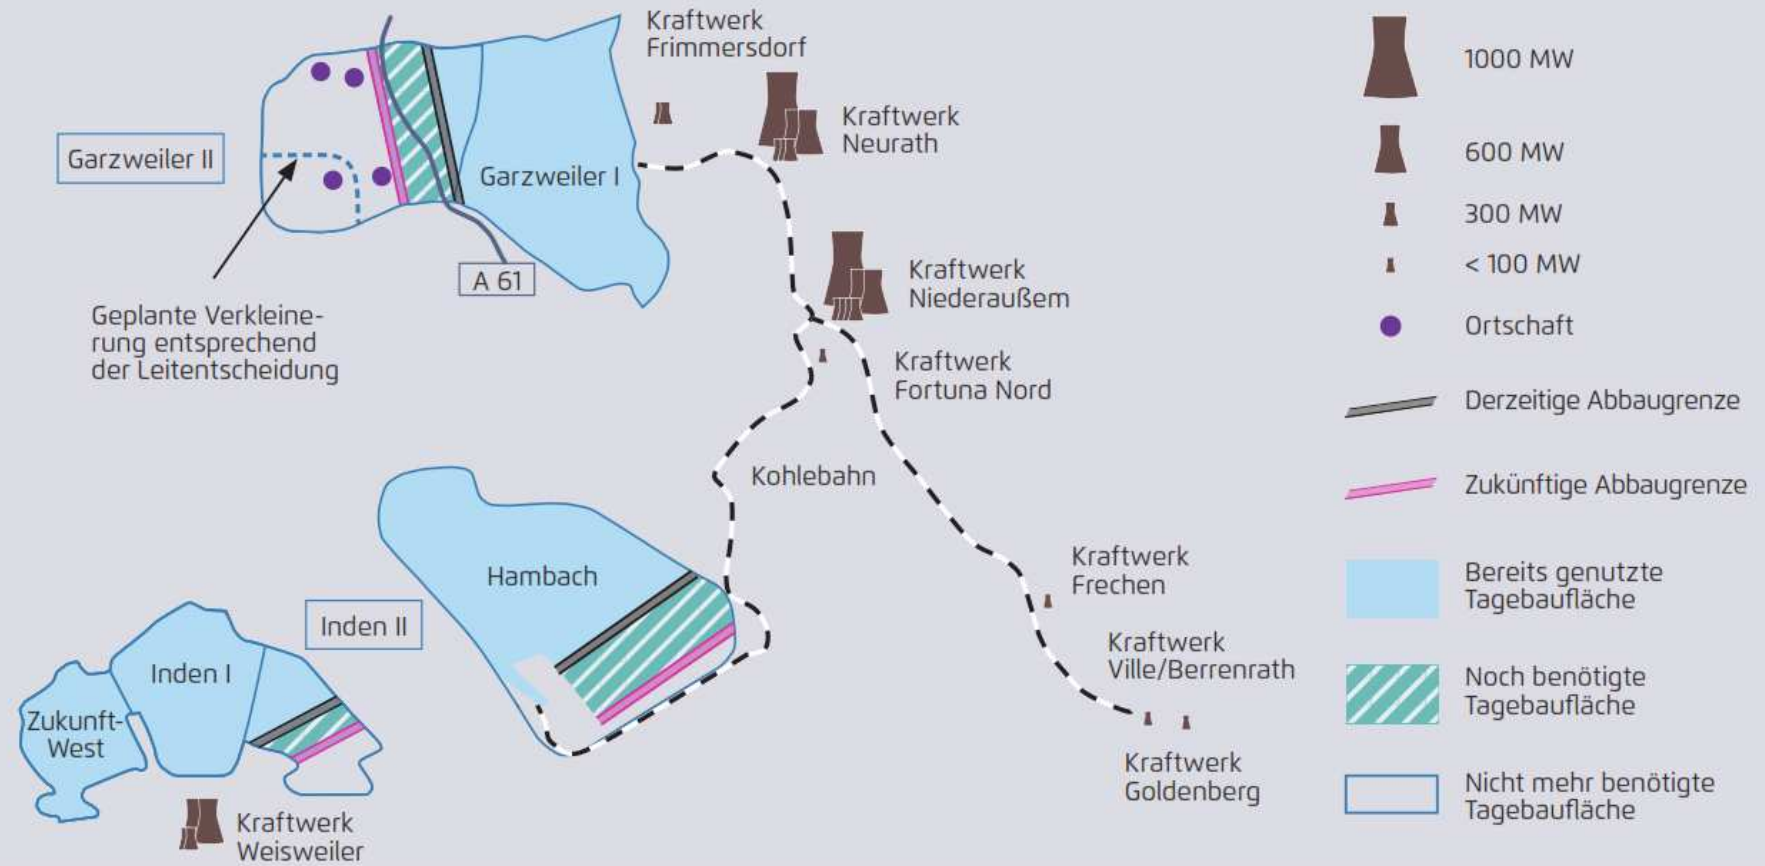 Kraftwerk
Frimmersdorf
Kraftwerk
Neurath
Garzweiler II
Garzweiler I
A 61
Geplante Verkleine-
rung entsprechend
der Leitentscheidung
Kraftwerk
Niederaußem
Kraftwerk
Fortuna Nord
Kohlebahn
Hambach
Inden II
Inden I
Zukunft-
West
Kraftwerk
Weisweiler
Kraftwerk
Frechen
Kraftwerk
Ville/Berrenrath
Kraftwerk
Goldenberg
1000 MW
600 MW
300 MW
< 100 MW
Ortschaft
Derzeitige Abbaugrenze
Zukünftige Abbaugrenze
Bereits genutzte
Tagebaufläche
Noch benötigte
Tagebaufläche
Nicht mehr benötigte
Tagebaufläche